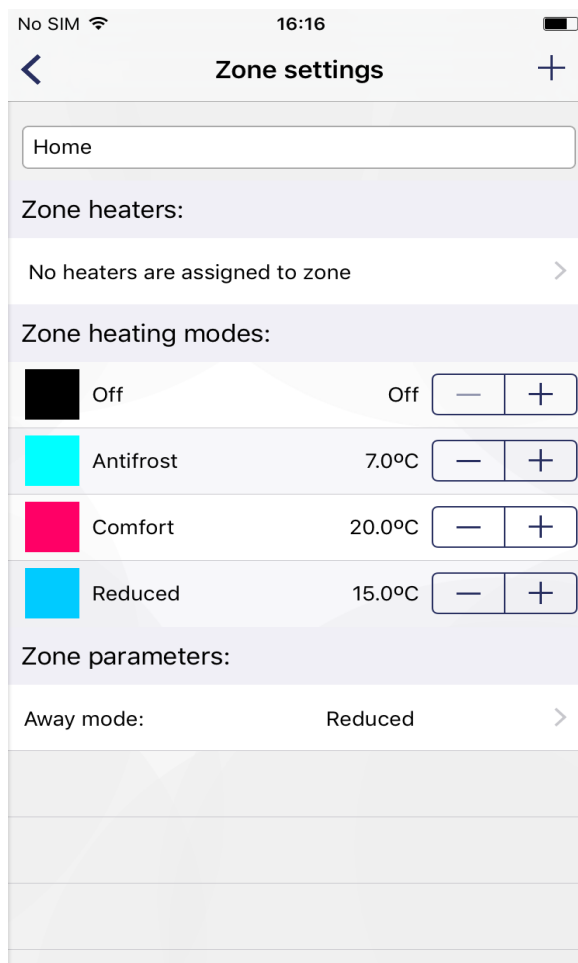 No SIM 16:16
Zone settings
Home
Zone heaters:
No heaters are assigned to zone
Zone heating modes:
Off Off
Antifrost 7.0ºC
Comfort 20.0ºC
Reduced 15.0ºC
Zone parameters:
Away mode: Reduced